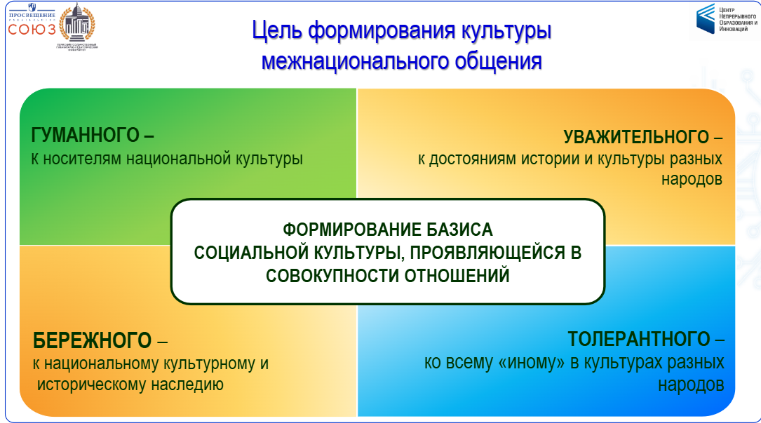 ПРОСВЕЩЕНИЕ
СОЮЗ
Цель формирования культуры
межнационального общения
Центр
Непрерывного
Образования и
Инноваций
ГУМАННОГО –
К носителям национальной культуры
УВАЖИТЕЛЬНОГО –
к достояниям истории и культуры разных
народов
ФОРМИРОВАНИЕ БАЗИСА
СОЦИАЛЬНОЙ КУЛЬТУРЫ, ПРОЯВЛЯЮЩЕЙСЯ В
СОВОКУПНОСТИ ОТНОШЕНИЙ
БЕРЕЖНОГО –
к национальному культурному и
историческому наследию
ТОЛЕРАНТНОГО –
ко всему «иному» в культурах разных
народов